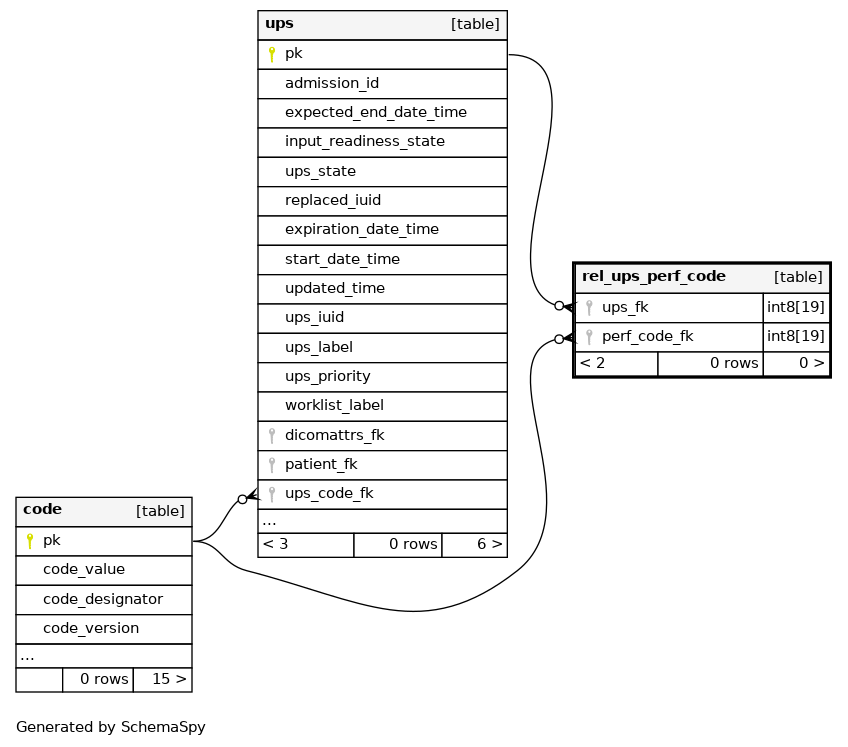 ups [table]
pk
admission_id
expected_end_date_time
input_readiness_state
ups_state
replaced_iuid
expiration_date_time
start_date_time
updated_time
ups_iuid
ups_label
ups_priority
worklist_label
dicomattrs_fk
patient_fk
ups_code_fk
...
< 3 0 rows 6 >
rel_ups_perf_code [table]
ups_fk int8[19]
perf_code_fk int8[19]
< 2 0 rows 0 >
code [table]
pk
code_value
code_designator
code_version
...
0 rows 15 >
Generated by SchemaSpy